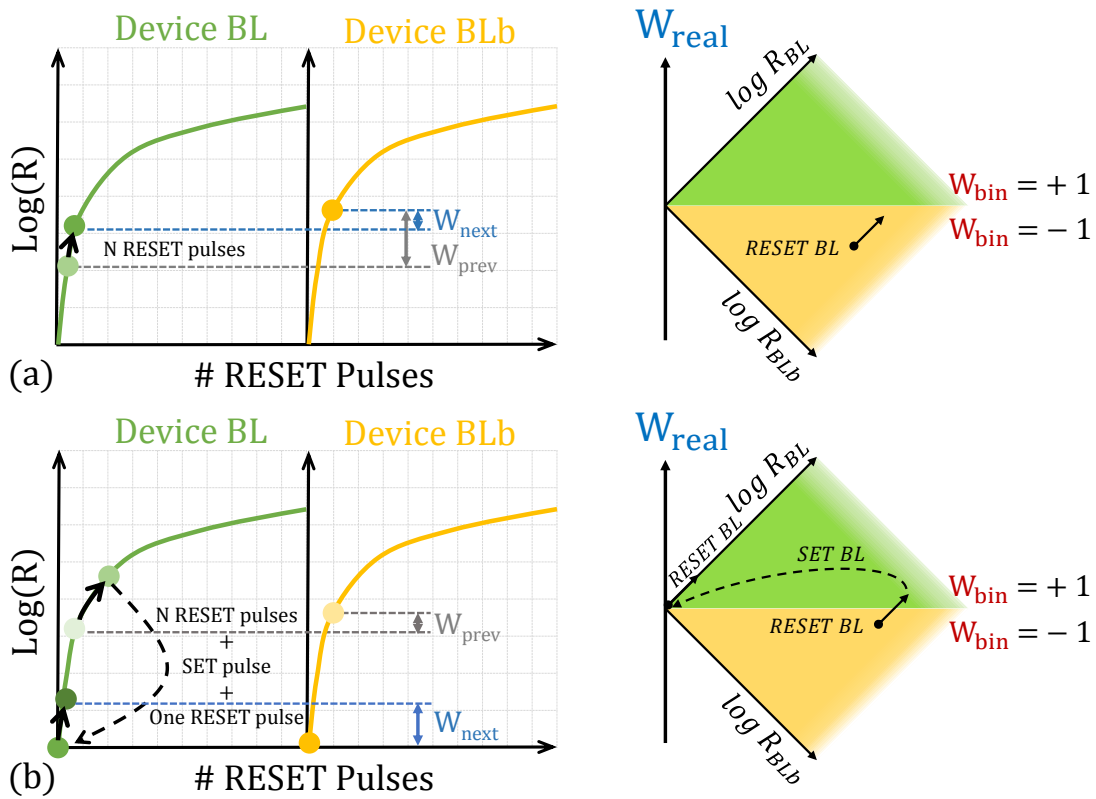 Device BL
Device BLb
Log(R)
N RESET pulses
W_next
W_prev
# RESET Pulses
(a)
W_real
log R_BL
W_bin = + 1
W_bin = − 1
RESET BL
log R_BLb
Device BL
Device BLb
Log(R)
N RESET pulses
+
SET pulse
+
One RESET pulse
W_prev
W_next
# RESET Pulses
(b)
W_real
log R_BL
RESET BL
SET BL
W_bin = + 1
W_bin = − 1
RESET BL
log R_BLb